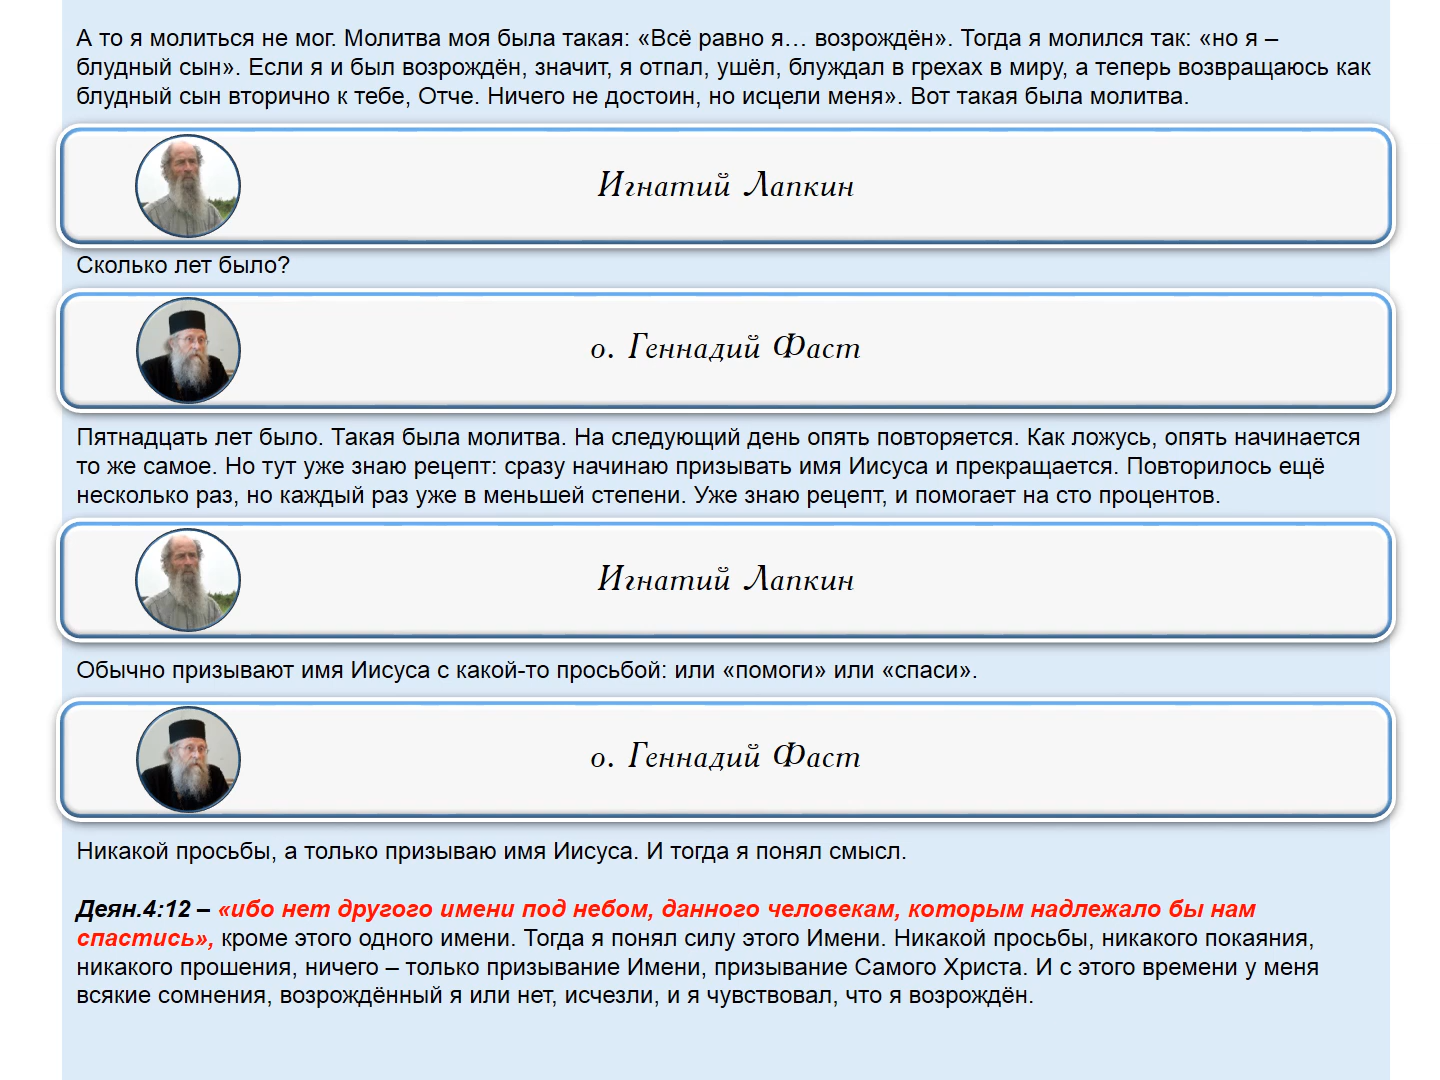 А то я молиться не мог. Молитва моя была такая: «Всё равно я… возрождён». Тогда я молился так: «но я –
блудный сын». Если я и был возрождён, значит, я отпал, ушёл, блуждал в грехах в миру, а теперь возвращаюсь как
блудный сын вторично к тебе, Отче. Ничего не достоин, но исцели меня». Вот такая была молитва.
Игнатий Лапкин
Сколько лет было?
о. Геннадий Фаст
Пятнадцать лет было. Такая была молитва. На следующий день опять повторяется. Как ложусь, опять начинается
то же самое. Но тут уже знаю рецепт: сразу начинаю призывать имя Иисуса и прекращается. Повторилось ещё
несколько раз, но каждый раз уже в меньшей степени. Уже знаю рецепт, и помогает на сто процентов.
Игнатий Лапкин
Обычно призывают имя Иисуса с какой-то просьбой: или «помоги» или «спаси».
о. Геннадий Фаст
Никакой просьбы, а только призываю имя Иисуса. И тогда я понял смысл.
Деян.4:12 – «ибо нет другого имени под небом, данного человекам, которым надлежало бы нам
спастись», кроме этого одного имени. Тогда я понял силу этого Имени. Никакой просьбы, никакого покаяния,
никакого прошения, ничего – только призывание Имени, призывание Самого Христа. И с этого времени у меня
всякие сомнения, возрождённый я или нет, исчезли, и я чувствовал, что я возрождён.